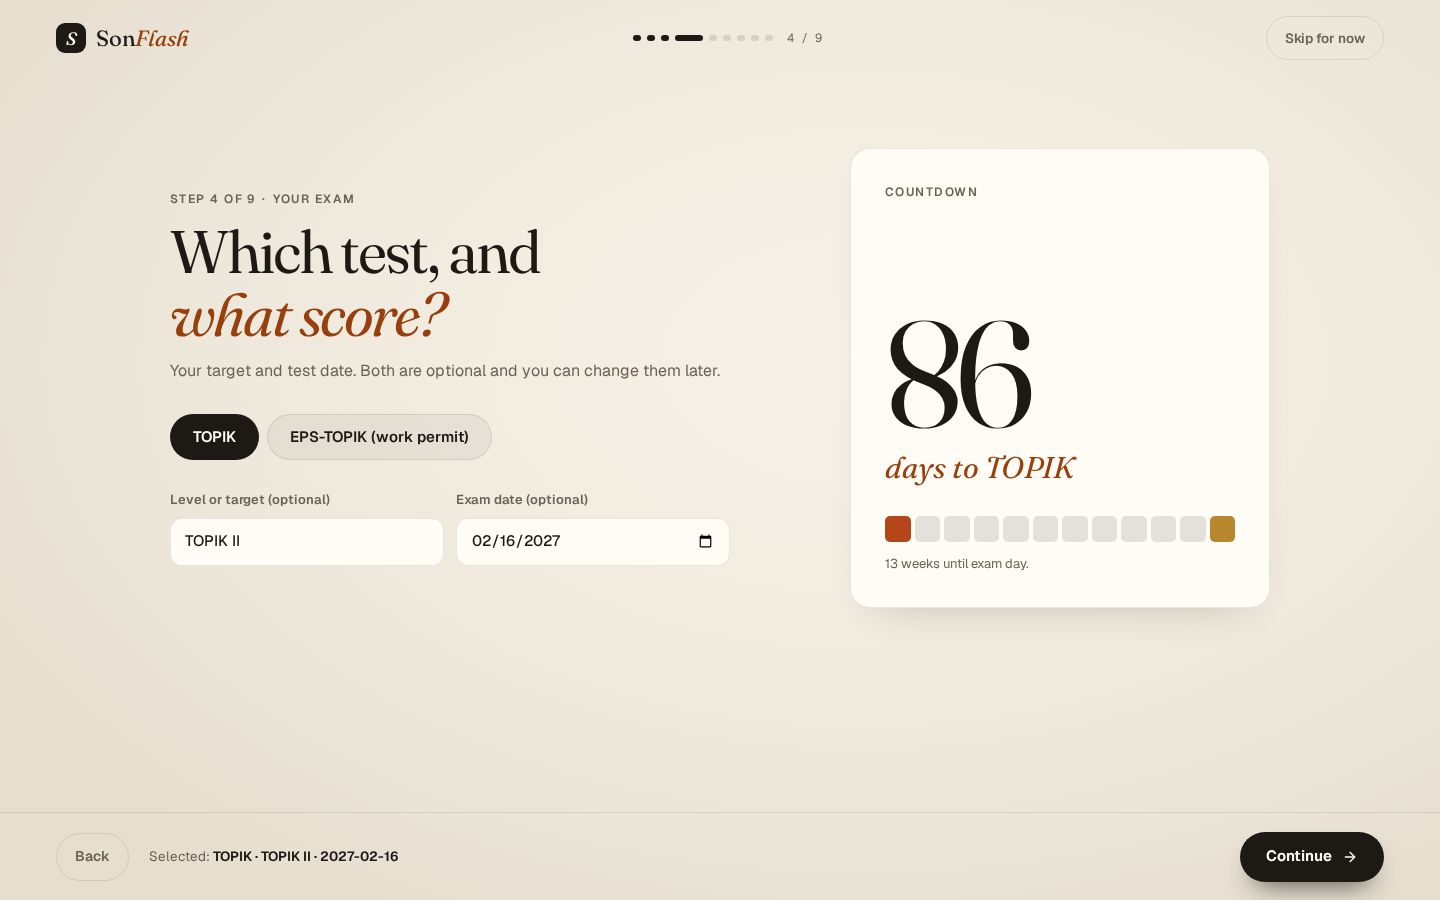 S SonFlash
4 / 9
Skip for now
STEP 4 OF 9 · YOUR EXAM
Which test, and
what score?
Your target and test date. Both are optional and you can change them later.
TOPIK
EPS-TOPIK (work permit)
Level or target (optional)
Exam date (optional)
TOPIK II
02/16/2027
COUNTDOWN
86
days to TOPIK
13 weeks until exam day.
Back
Selected: TOPIK · TOPIK II · 2027-02-16
Continue →